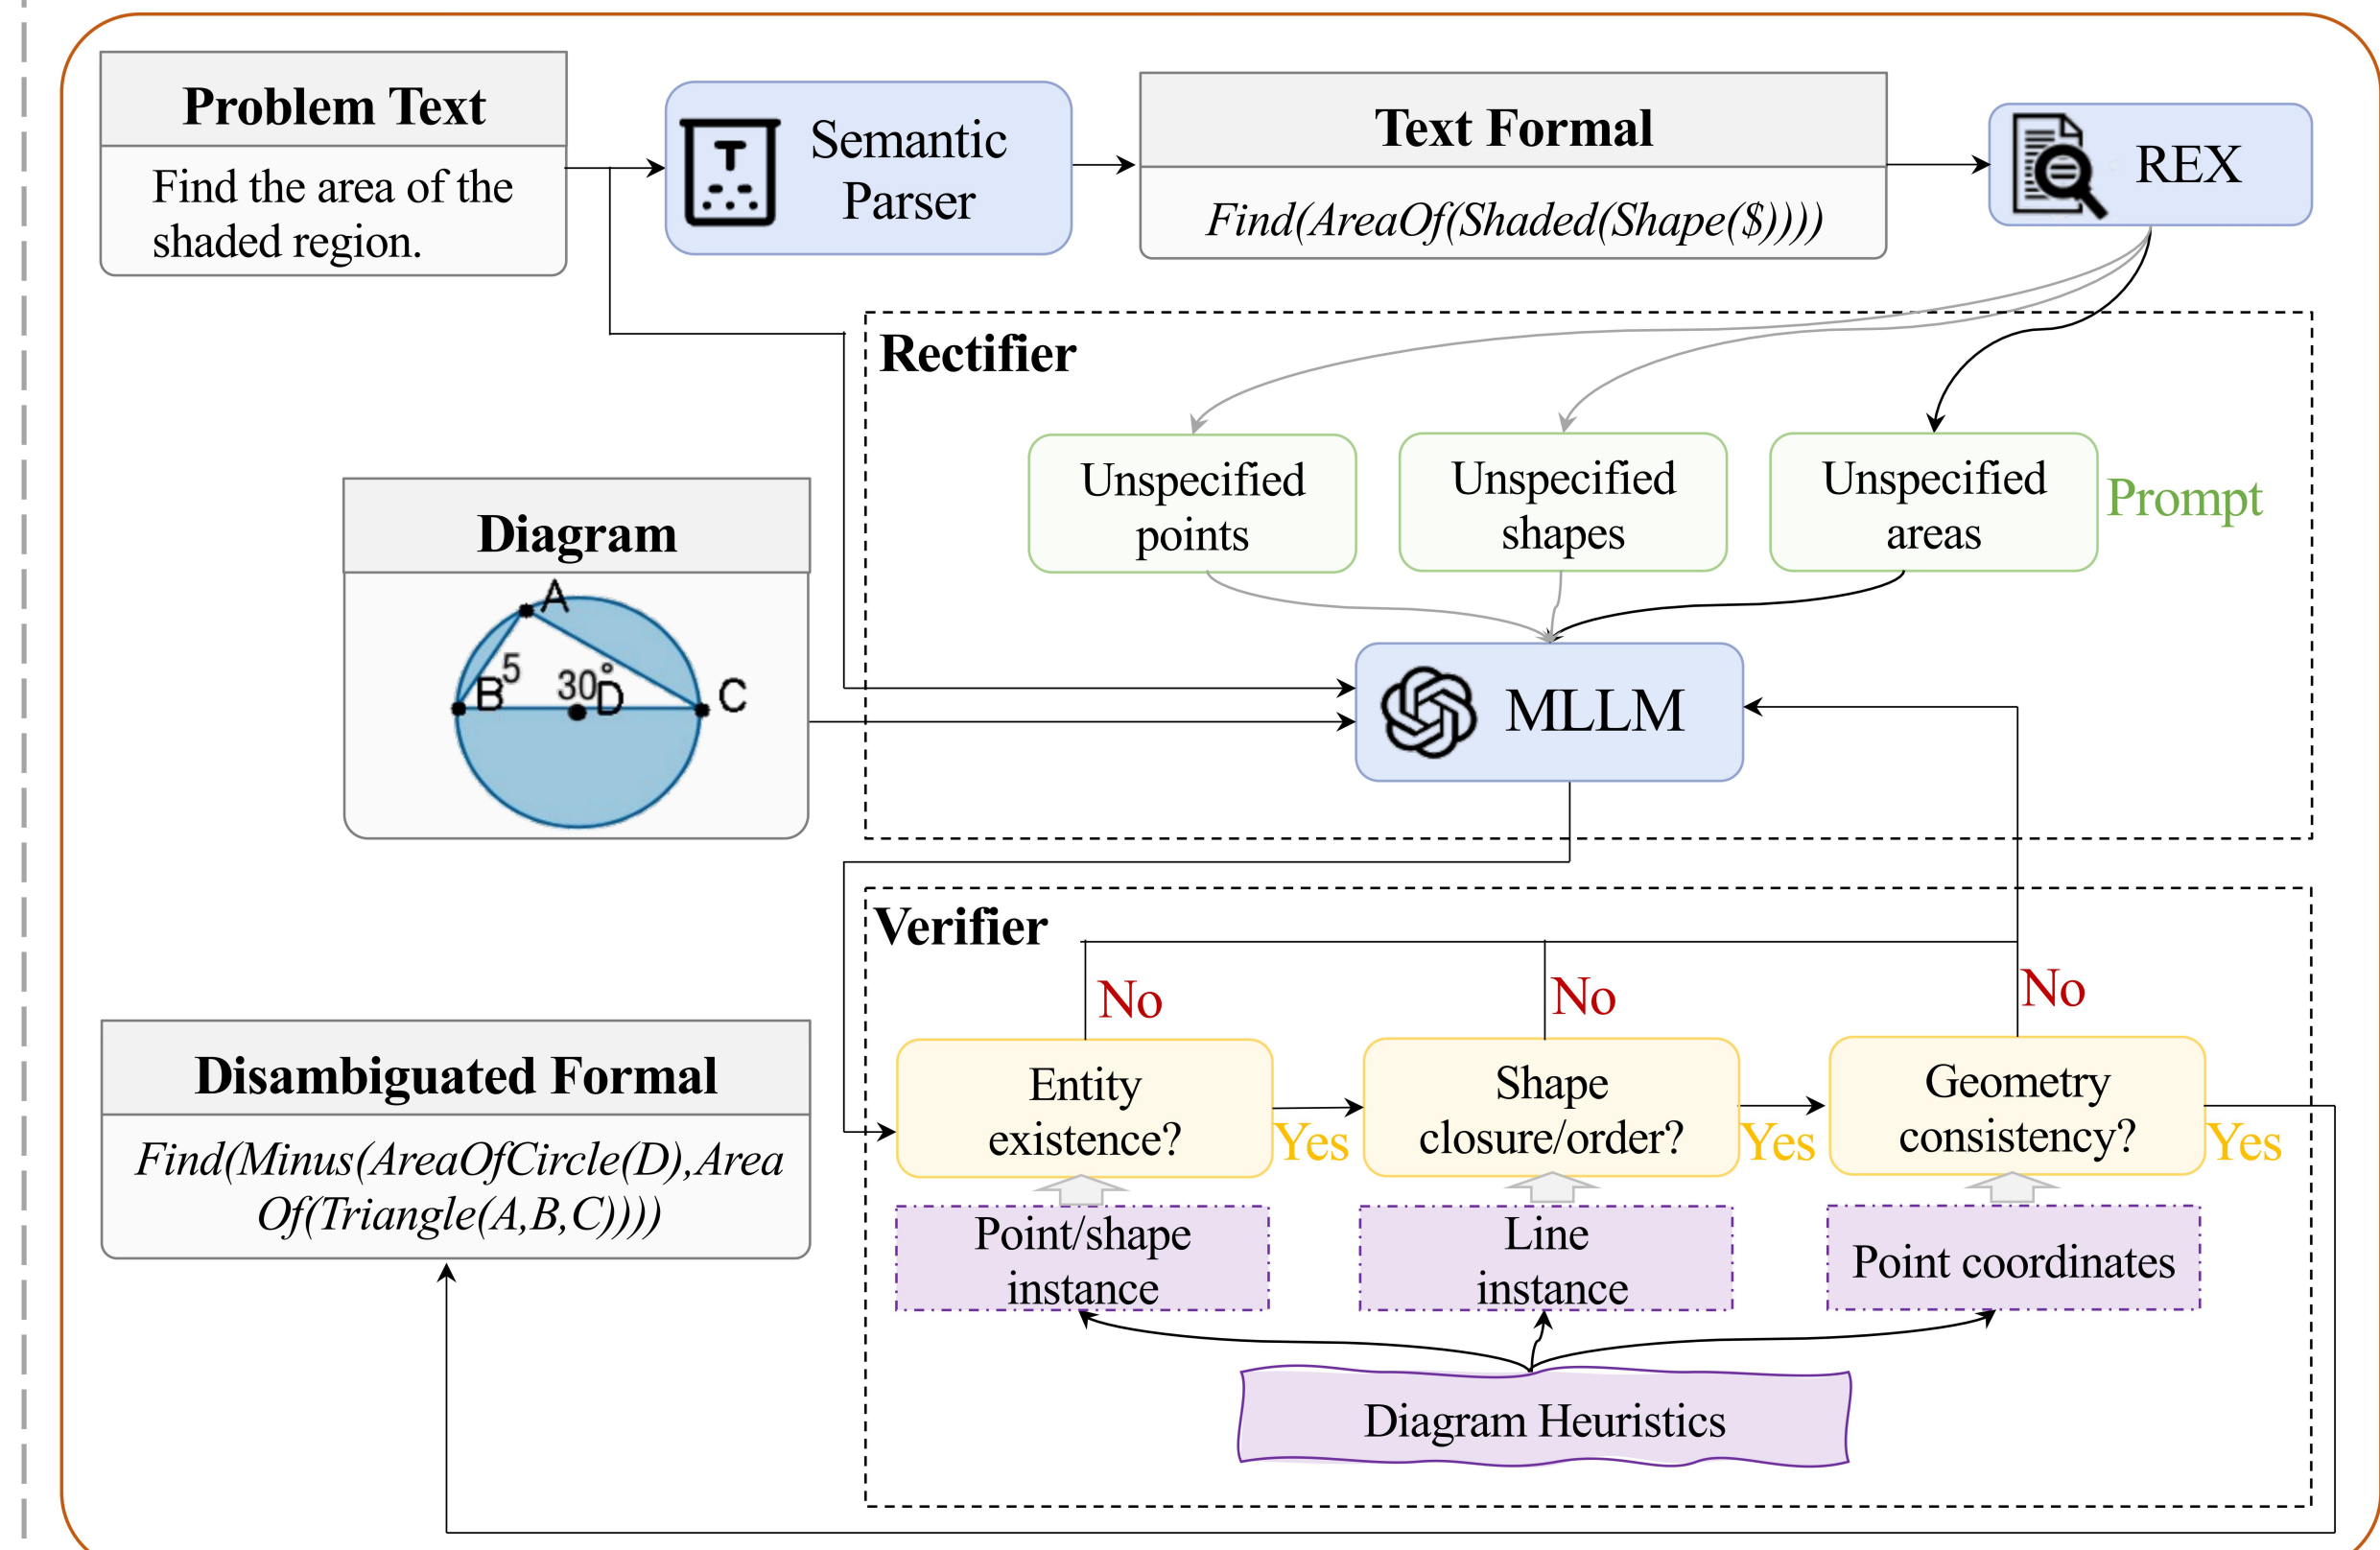 Problem Text
Find the area of the
shaded region.
T
Semantic
Parser
Text Formal
Find(AreaOf(Shaded(Shape($))))
REX
Rectifier
Unspecified
points
Unspecified
shapes
Unspecified
areas
Prompt
Diagram
A
5
B
30°
D
C
MLLM
Verifier
No
No
No
Entity
existence?
Yes
Shape
closure/order?
Yes
Geometry
consistency?
Yes
Disambiguated Formal
Find(Minus(AreaOfCircle(D),Area
Of(Triangle(A,B,C))))
Point/shape
instance
Line
instance
Point coordinates
Diagram Heuristics